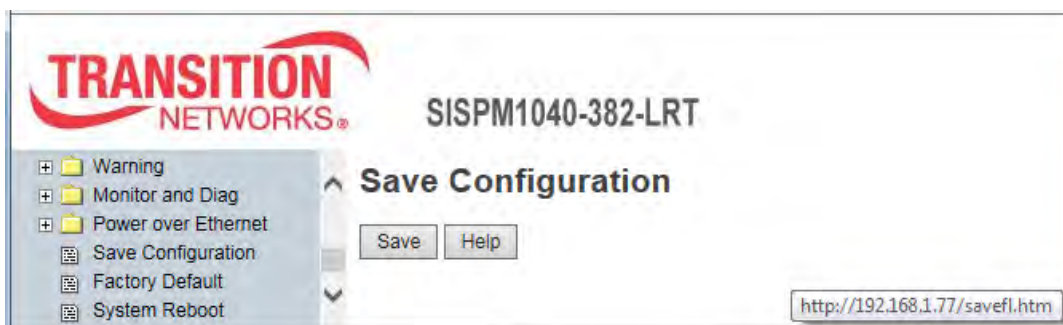 TRANSITION
NETWORKS®
SISPM1040-382-LRT
Warning
Monitor and Diag
Power over Ethernet
Save Configuration
Factory Default
System Reboot
Save Configuration
Save Help
http://192.168.1.77/savefl.htm